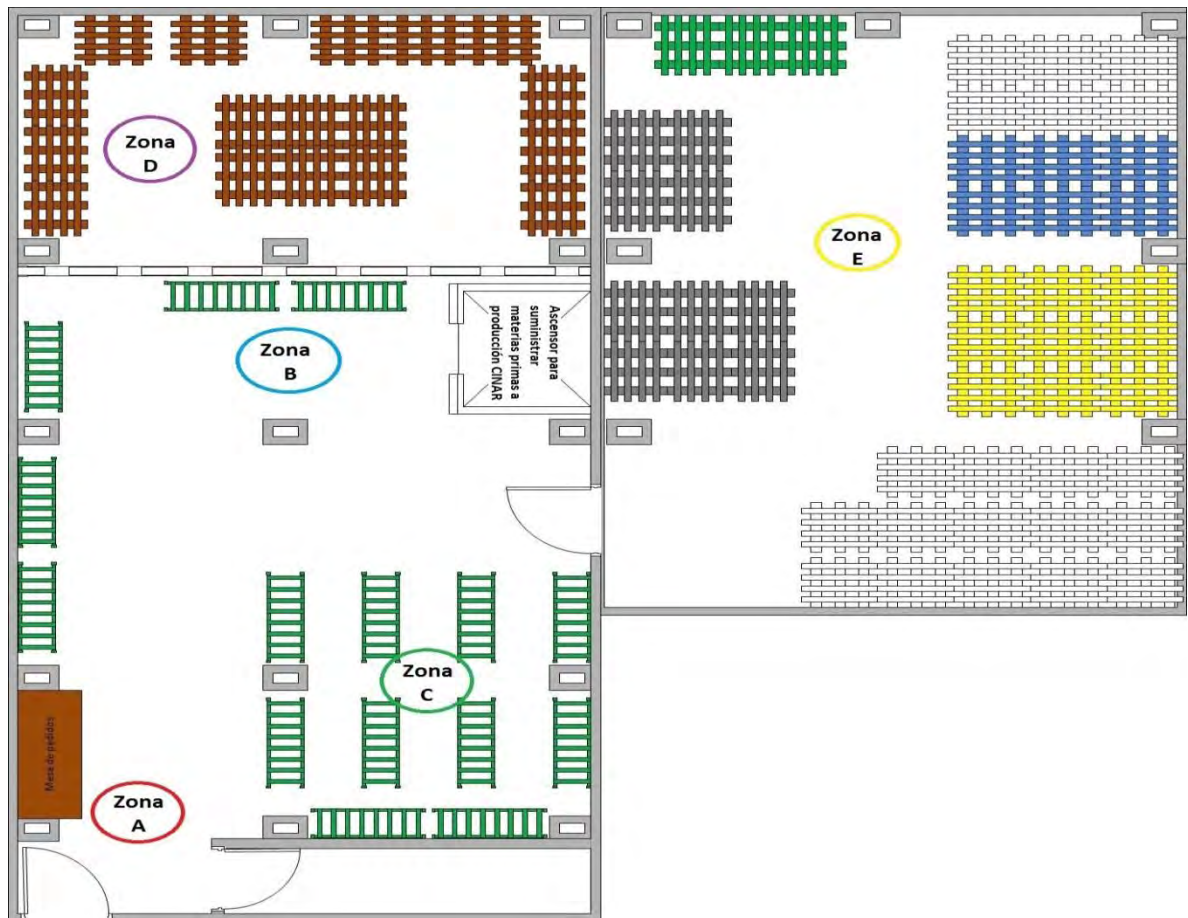 Zona
D
Zona
E
Zona
B
Ascensor para
suministrar
materias primas a
producción CINAR
Zona
C
Mesa de pedidos
Zona
A